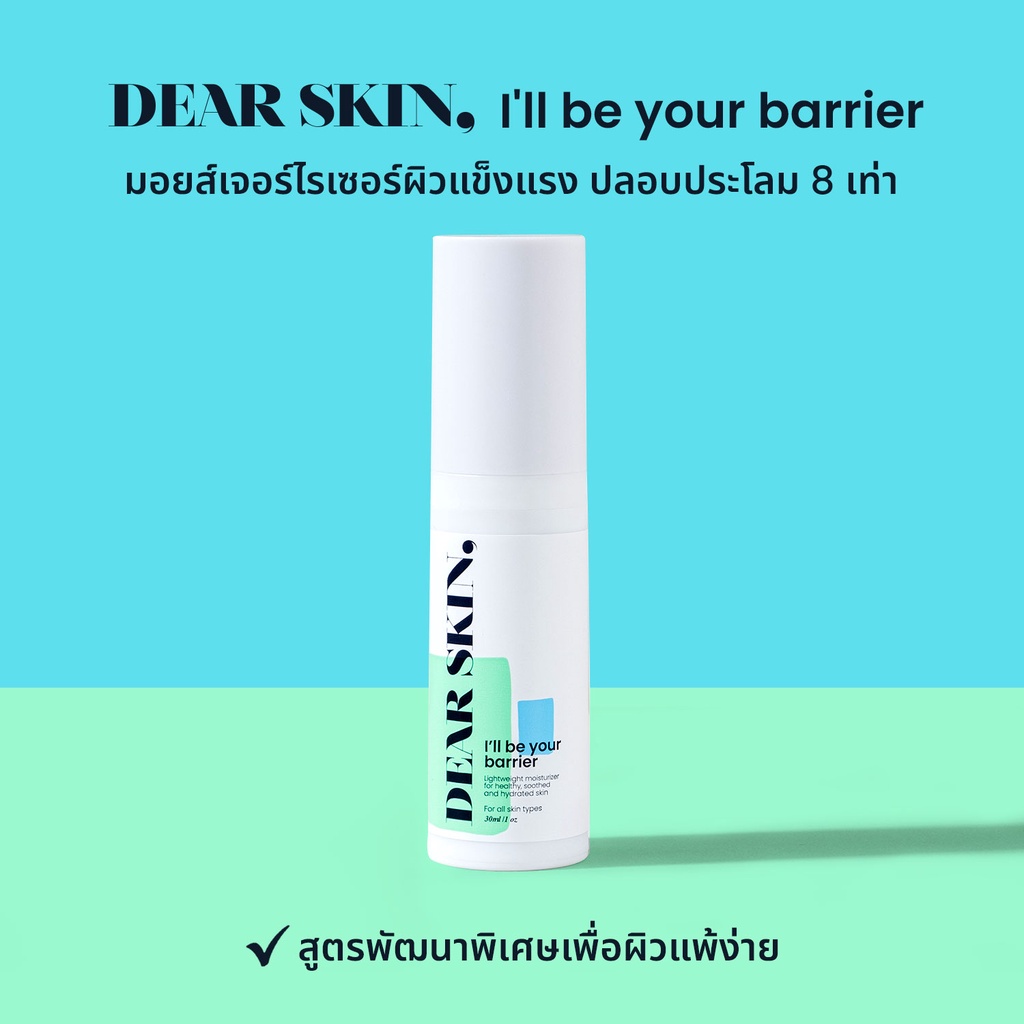 DEAR SKIN, I'll be your barrier
มอยส์เจอร์ไรเซอร์ผิวแข็งแรง ปลอบประโลม 8 เท่า
DEAR SKIN,
I'll be your
barrier
Lightweight moisturizer
for healthy, soothed
and hydrated skin
For all skin types
30ml /1 oz
✓ สูตรพัฒนาพิเศษเพื่อผิวแพ้ง่าย